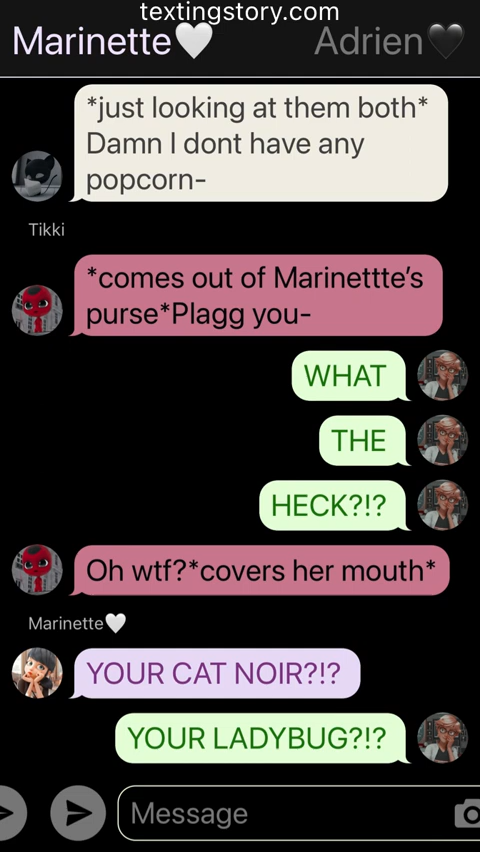 textingstory.com
Marinette🤍 Adrien🖤
*just looking at them both*
Damn I dont have any
popcorn-
Tikki
*comes out of Marinettte’s
purse*Plagg you-
WHAT
THE
HECK?!?
Oh wtf?*covers her mouth*
Marinette🤍
YOUR CAT NOIR?!?
YOUR LADYBUG?!?
Message